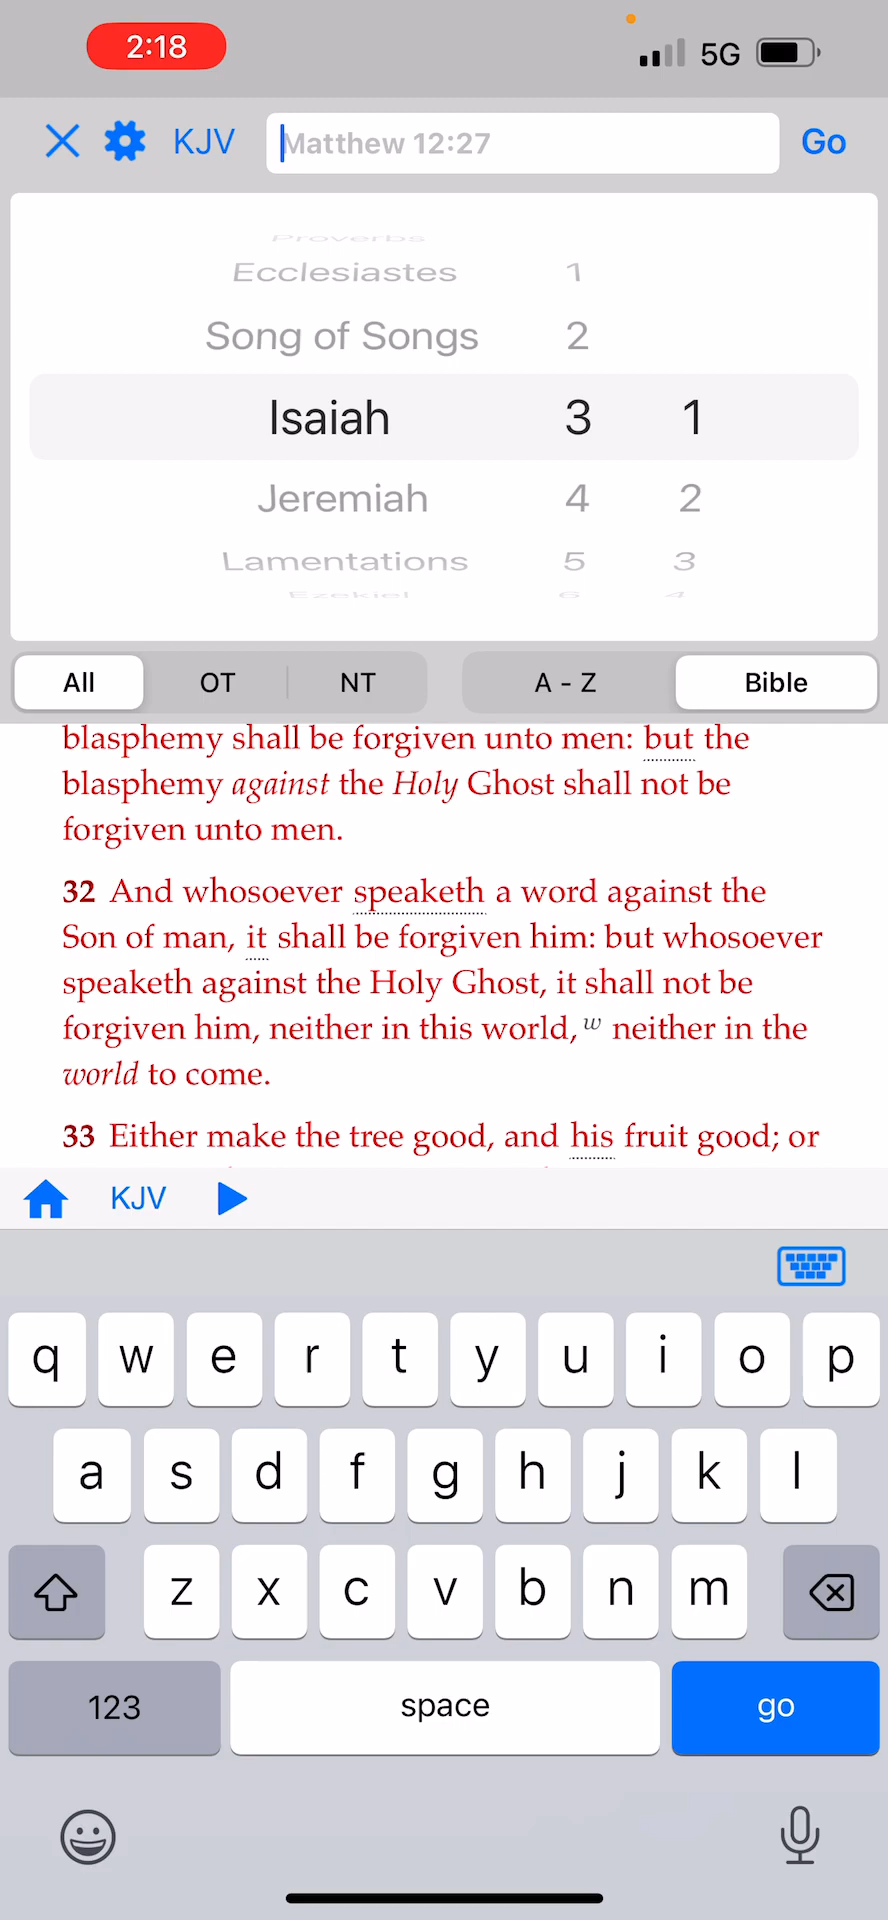 2:18
5G
KJV Matthew 12:27 Go
Proverbs
Ecclesiastes 1
Song of Songs 2
Isaiah 3 1
Jeremiah 4 2
Lamentations 5 3
Ezekiel 6 4
All OT NT A - Z Bible
blasphemy shall be forgiven unto men: but the
blasphemy against the Holy Ghost shall not be
forgiven unto men.
32 And whosoever speaketh a word against the
Son of man, it shall be forgiven him: but whosoever
speaketh against the Holy Ghost, it shall not be
forgiven him, neither in this world, w neither in the
world to come.
33 Either make the tree good, and his fruit good; or
KJV
q w e r t y u i o p
a s d f g h j k l
z x c v b n m
123 space go